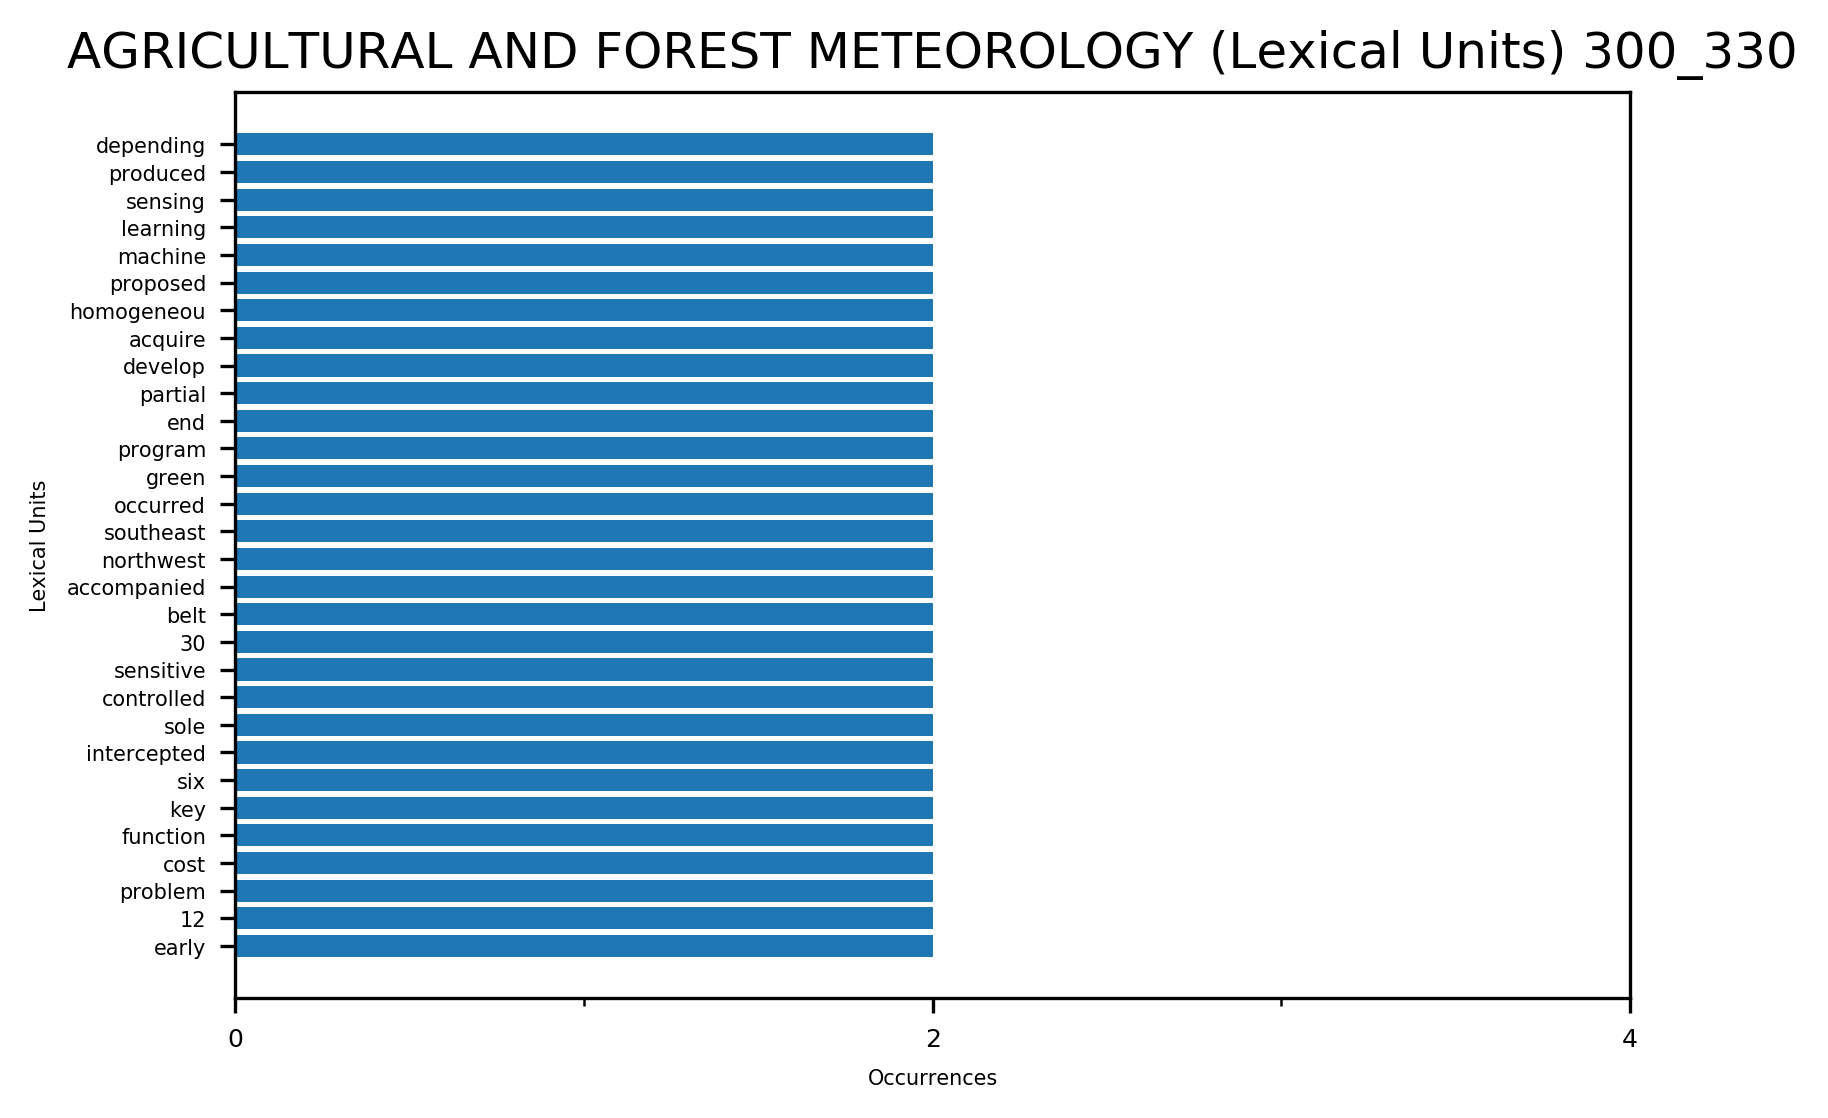 AGRICULTURAL AND FOREST METEOROLOGY (Lexical Units) 300_330
Lexical Units
depending
produced
sensing
learning
machine
proposed
homogeneou
acquire
develop
partial
end
program
green
occurred
southeast
northwest
accompanied
belt
30
sensitive
controlled
sole
intercepted
six
key
function
cost
problem
12
early
0 2 4
Occurrences